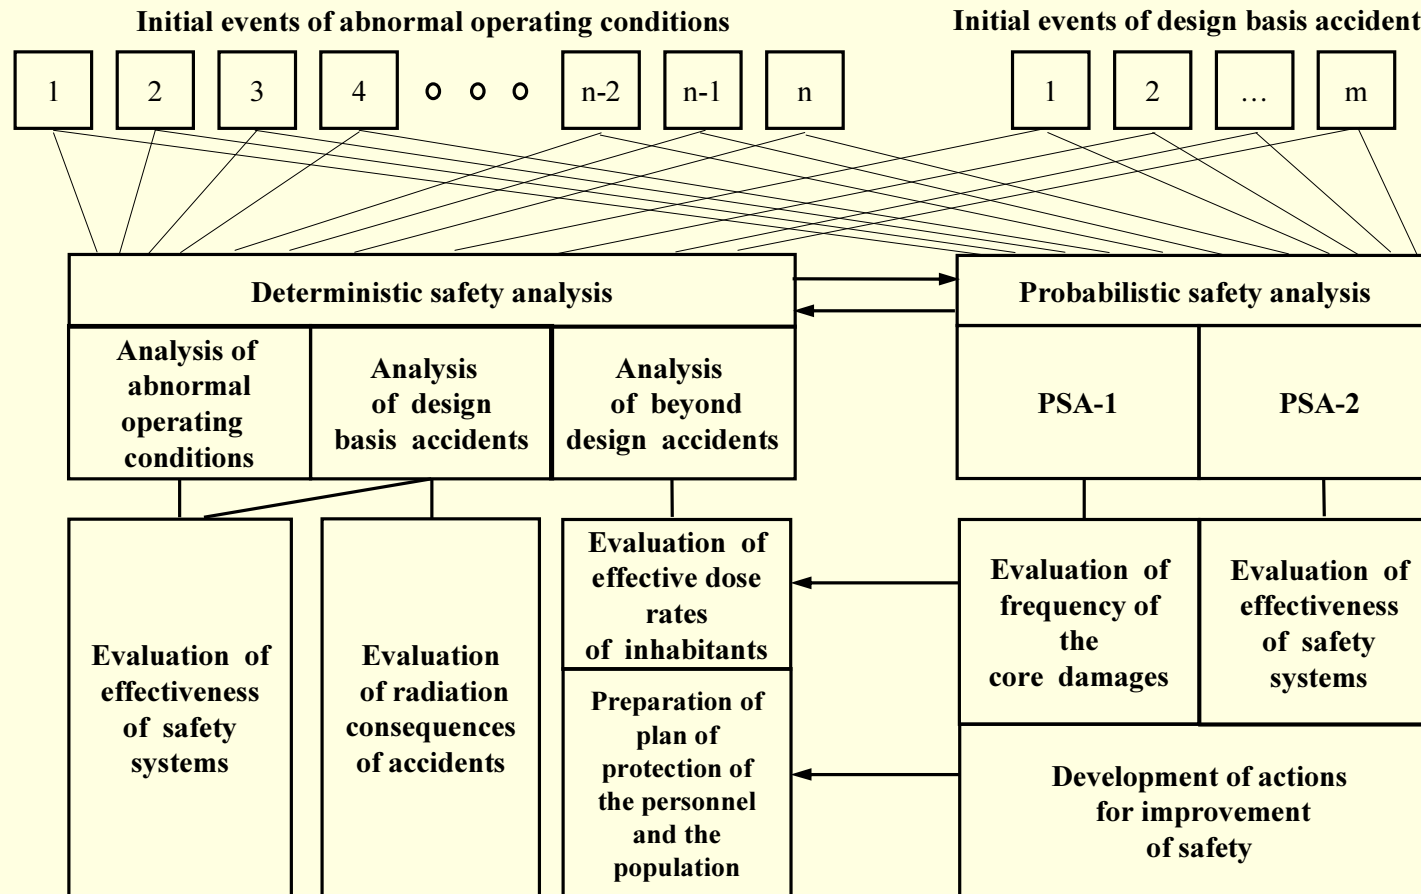 Initial events of abnormal operating conditions
Initial events of design basis accident
1
2
3
4
n-2
n-1
n
1
2
...
m
Deterministic safety analysis
Probabilistic safety analysis
Analysis of
abnormal
operating
conditions
Analysis
of design
basis accidents
Analysis
of beyond
design accidents
PSA-1
PSA-2
Evaluation of
effectiveness
of safety
systems
Evaluation
of radiation
consequences
of accidents
Evaluation of
effective dose
rates
of inhabitants
Preparation of
plan of
protection of
the personnel
and the
population
Evaluation of
frequency of
the
core damages
Evaluation of
effectiveness
of safety
systems
Development of actions
for improvement
of safety